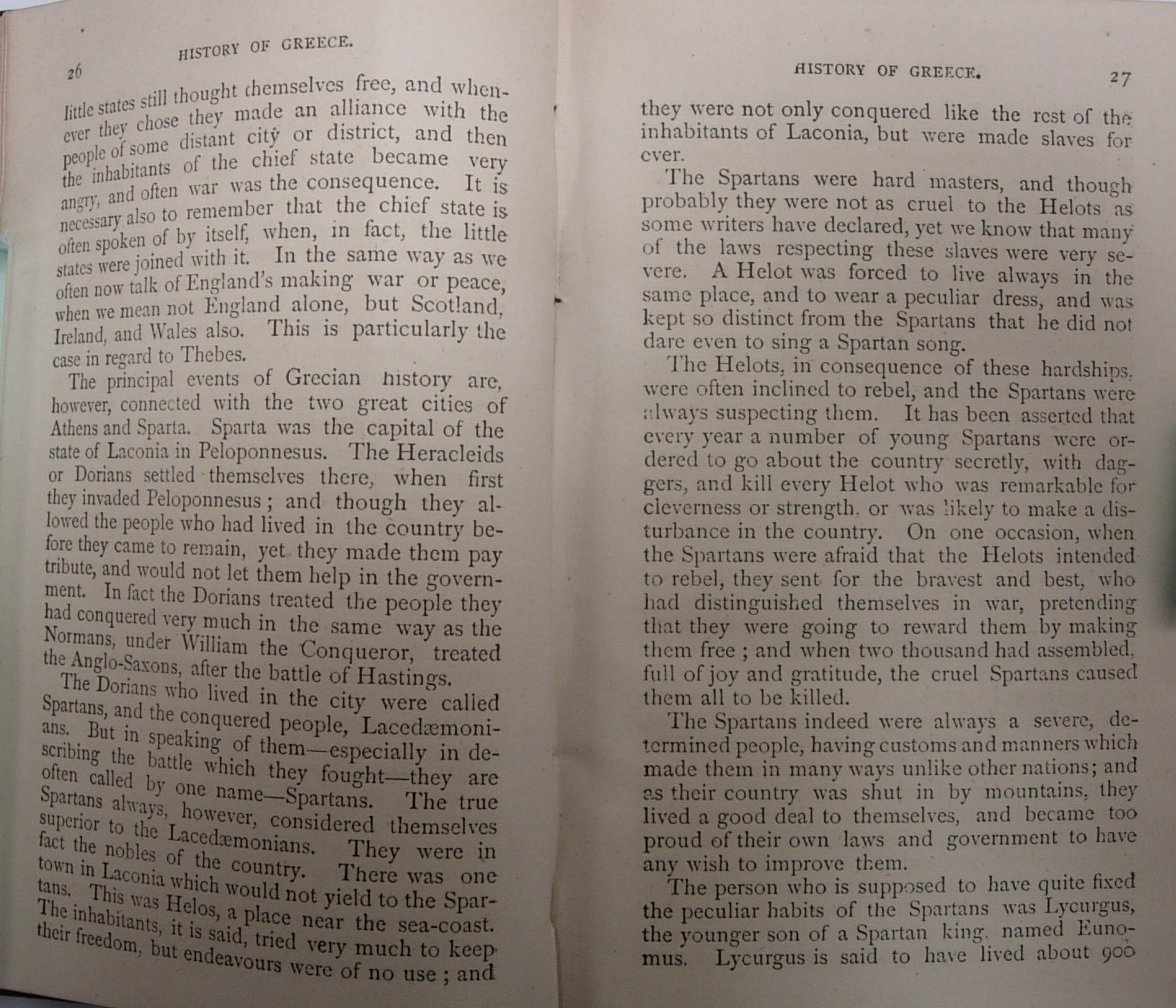 26
HISTORY OF GREECE.
little states still thought themselves free, and when-
ever they chose they made an alliance with the
people of some distant city or district, and then
the inhabitants of the chief state became very
angry, and often war was the consequence. It is
necessary also to remember that the chief state is
often spoken of by itself, when, in fact, the little
states were joined with it. In the same way as we
often now talk of England's making war or peace,
when we mean not England alone, but Scotland,
Ireland, and Wales also. This is particularly the
case in regard to Thebes.
The principal events of Grecian history are,
however, connected with the two great cities of
Athens and Sparta. Sparta was the capital of the
state of Laconia in Peloponnesus. The Heracleids
or Dorians settled themselves there, when first
they invaded Peloponnesus; and though they al-
lowed the people who had lived in the country be-
fore they came to remain, yet they made them pay
tribute, and would not let them help in the govern-
ment. In fact the Dorians treated the people they
had conquered very much in the same way as the
Normans, under William the Conqueror, treated
the Anglo-Saxons, after the battle of Hastings.
The Dorians who lived in the city were called
Spartans, and the conquered people, Lacedæmoni-
ans. But in speaking of them—especially in de-
scribing the battle which they fought—they are
often called by one name—Spartans. The true
Spartans always, however, considered themselves
superior to the Lacedæmonians. They were in
fact the nobles of the country. There was one
town in Laconia which would not yield to the Spar-
tans. This was Helos, a place near the sea-coast.
The inhabitants, it is said, tried very much to keep
their freedom, but endeavours were of no use; and
HISTORY OF GREECE.
27
they were not only conquered like the rest of the
inhabitants of Laconia, but were made slaves for
ever.
The Spartans were hard masters, and though
probably they were not as cruel to the Helots as
some writers have declared, yet we know that many
of the laws respecting these slaves were very se-
vere. A Helot was forced to live always in the
same place, and to wear a peculiar dress, and was
kept so distinct from the Spartans that he did not
dare even to sing a Spartan song.
The Helots, in consequence of these hardships,
were often inclined to rebel, and the Spartans were
always suspecting them. It has been asserted that
every year a number of young Spartans were or-
dered to go about the country secretly, with dag-
gers, and kill every Helot who was remarkable for
cleverness or strength, or was likely to make a dis-
turbance in the country. On one occasion, when
the Spartans were afraid that the Helots intended
to rebel, they sent for the bravest and best, who
had distinguished themselves in war, pretending
that they were going to reward them by making
them free; and when two thousand had assembled,
full of joy and gratitude, the cruel Spartans caused
them all to be killed.
The Spartans indeed were always a severe, de-
termined people, having customs and manners which
made them in many ways unlike other nations; and
as their country was shut in by mountains, they
lived a good deal to themselves, and became too
proud of their own laws and government to have
any wish to improve them.
The person who is supposed to have quite fixed
the peculiar habits of the Spartans was Lycurgus,
the younger son of a Spartan king, named Euno-
mus. Lycurgus is said to have lived about 900